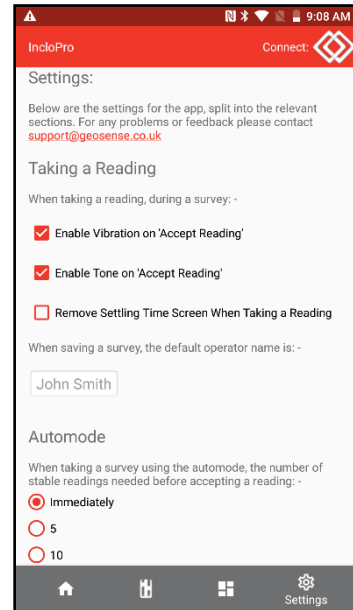 9:08 AM
IncloPro
Connect:
Settings:
Below are the settings for the app, split into the relevant
sections. For any problems or feedback please contact
support@geosense.co.uk
Taking a Reading
When taking a reading, during a survey: -
Enable Vibration on 'Accept Reading'
Enable Tone on 'Accept Reading'
Remove Settling Time Screen When Taking a Reading
When saving a survey, the default operator name is: -
John Smith
Automode
When taking a survey using the automode, the number of
stable readings needed before accepting a reading: -
Immediately
5
10
Settings